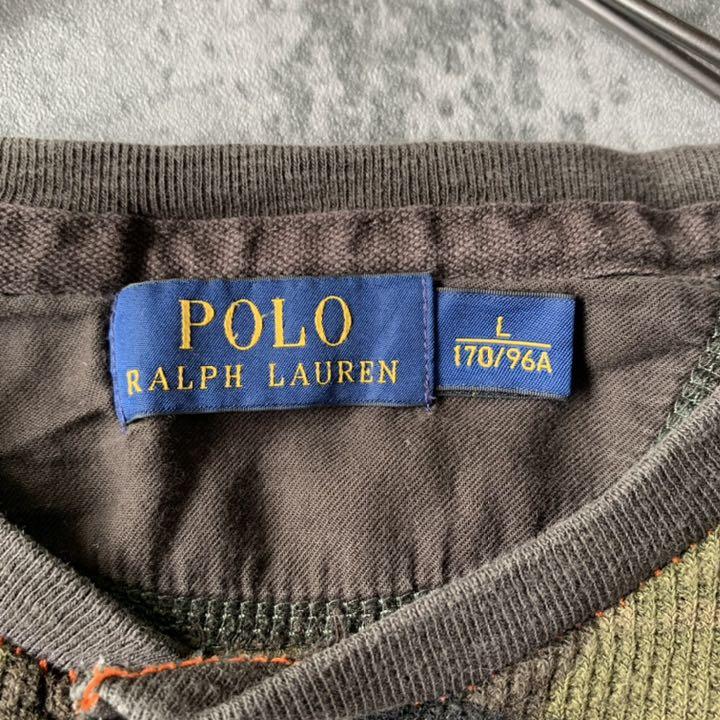 POLO
RALPH LAUREN
L
170/96A